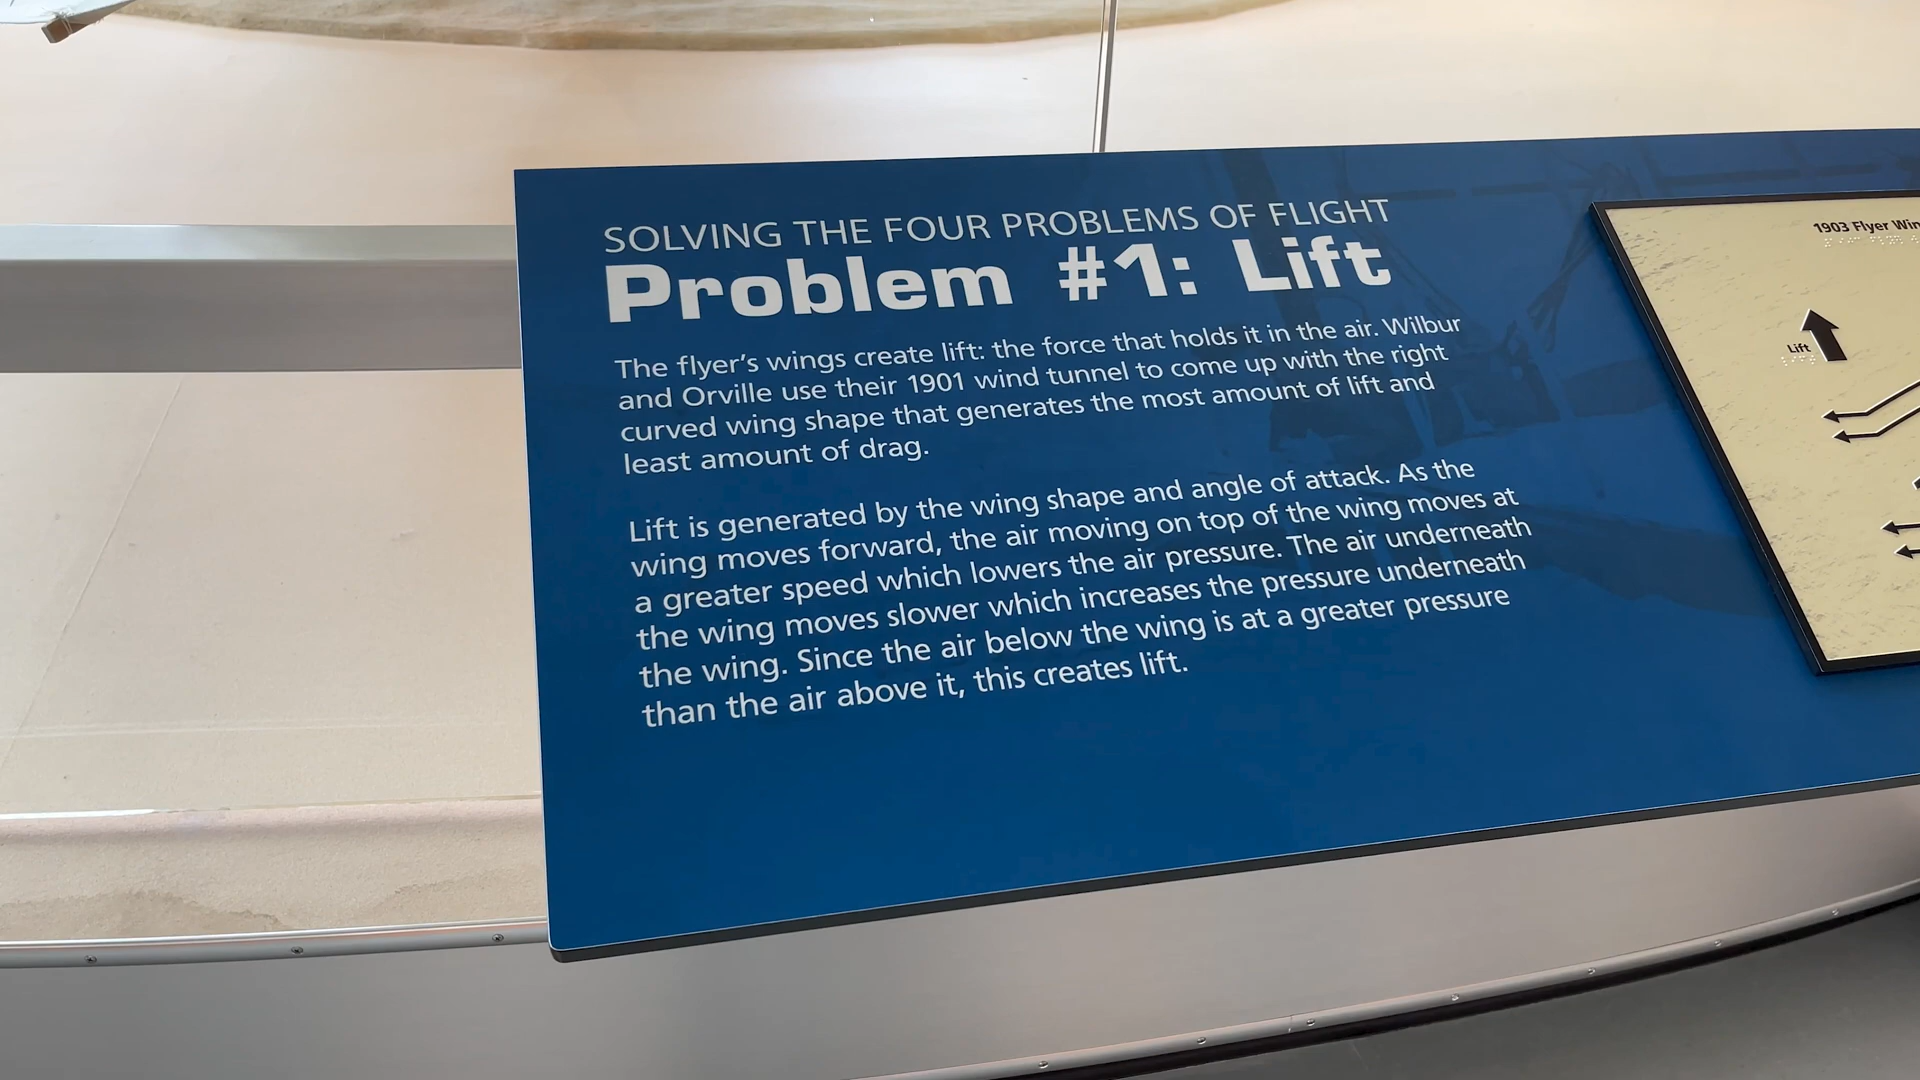 SOLVING THE FOUR PROBLEMS OF FLIGHT
Problem #1: Lift
The flyer's wings create lift: the force that holds it in the air. Wilbur
and Orville use their 1901 wind tunnel to come up with the right
curved wing shape that generates the most amount of lift and
least amount of drag.
Lift is generated by the wing shape and angle of attack. As the
wing moves forward, the air moving on top of the wing moves at
a greater speed which lowers the air pressure. The air underneath
the wing moves slower which increases the pressure underneath
the wing. Since the air below the wing is at a greater pressure
than the air above it, this creates lift.
1903 Flyer
Lift